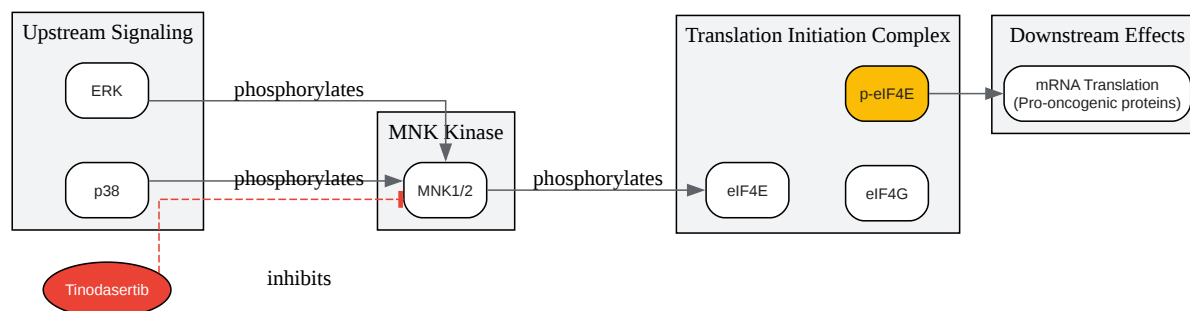 Upstream Signaling
ERK
p38
phosphorylates
phosphorylates
MNK Kinase
MNK1/2
phosphorylates
Translation Initiation Complex
p-eIF4E
eIF4E
eIF4G
Downstream Effects
mRNA Translation
(Pro-oncogenic proteins)
Tinodasertib
inhibits